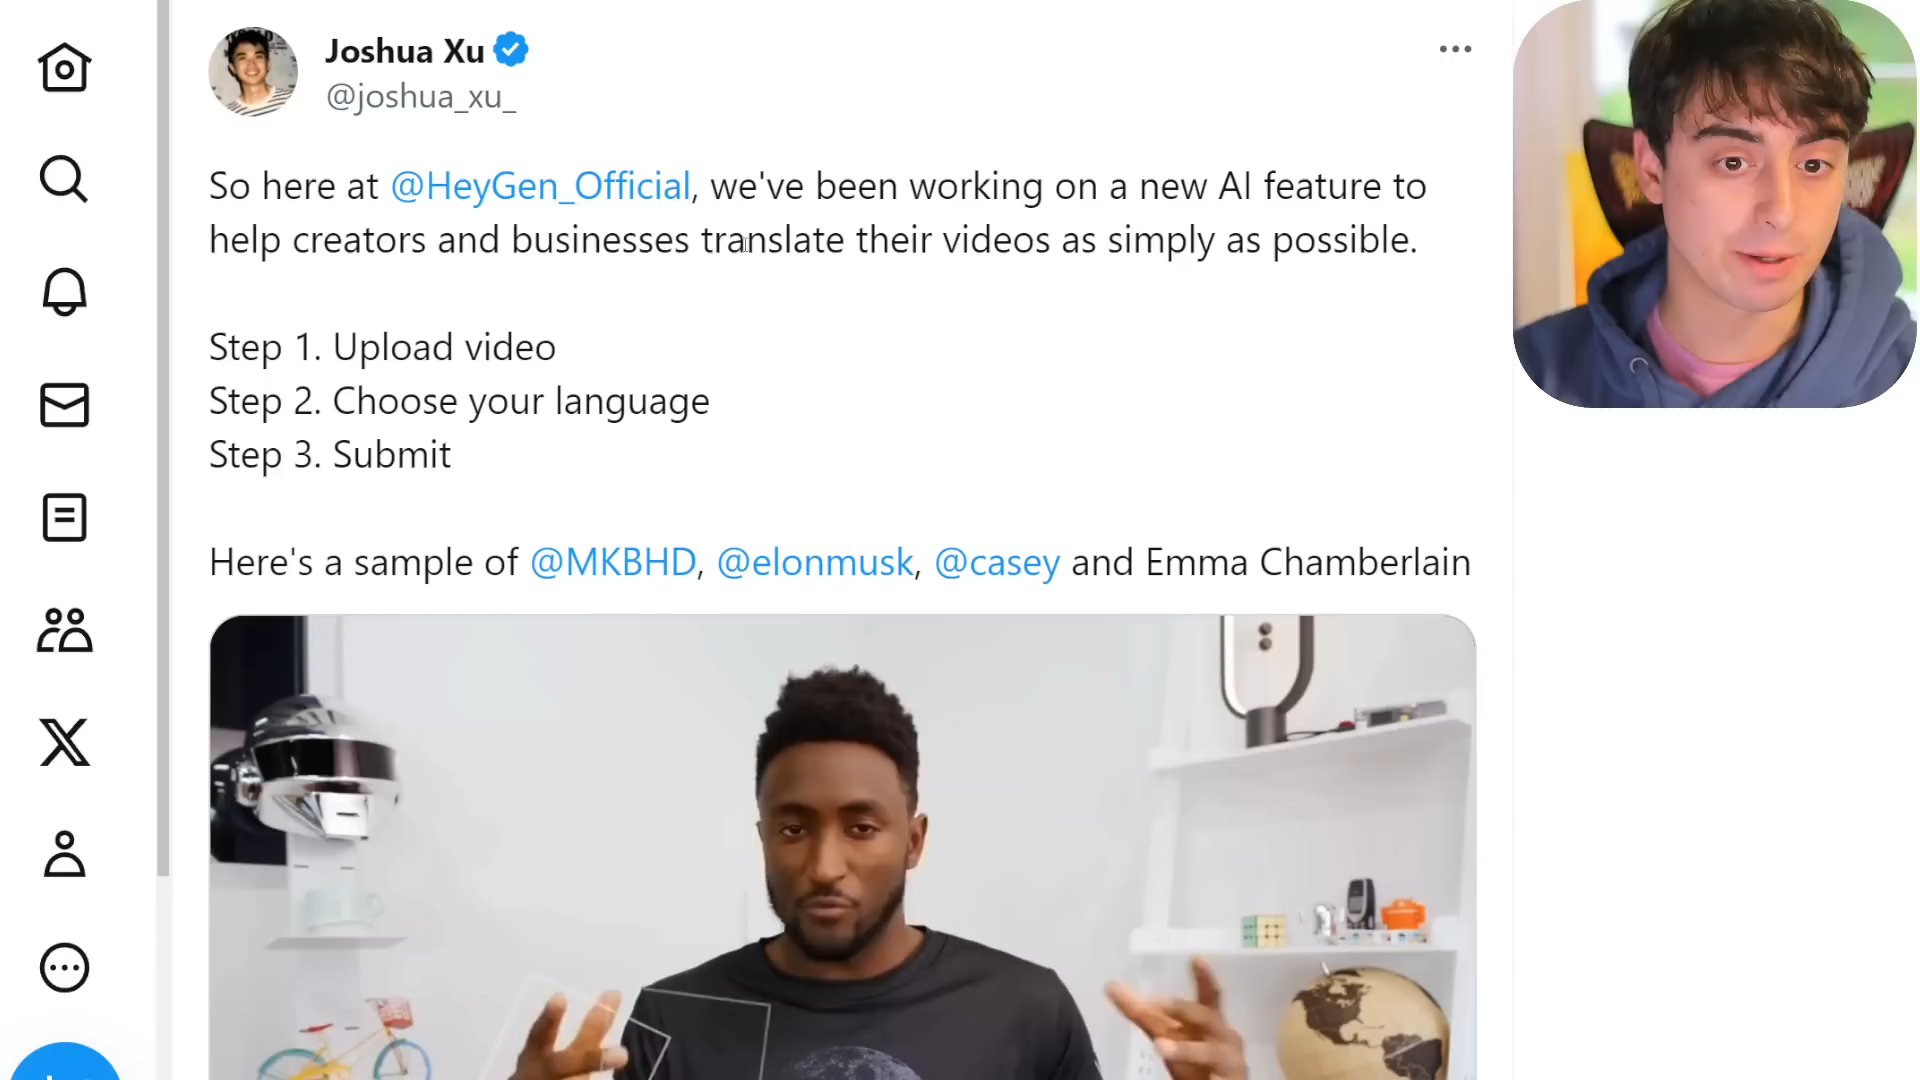 Joshua Xu
@joshua_xu_
So here at @HeyGen_Official, we've been working on a new AI feature to
help creators and businesses translate their videos as simply as possible.
Step 1. Upload video
Step 2. Choose your language
Step 3. Submit
Here's a sample of @MKBHD, @elonmusk, @casey and Emma Chamberlain